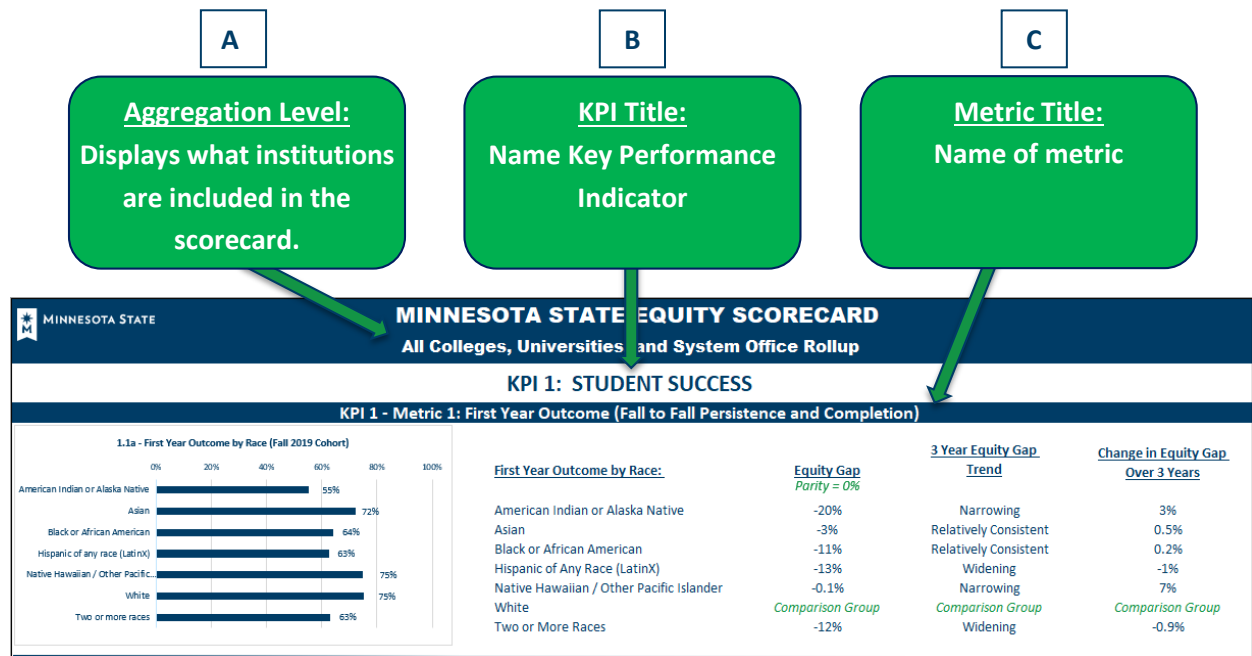 A
B
C
Aggregation Level:
Displays what institutions
are included in the
scorecard.
KPI Title:
Name Key Performance
Indicator
Metric Title:
Name of metric
MINNESOTA STATE
MINNESOTA STATE EQUITY SCORECARD
All Colleges, Universities and System Office Rollup
KPI 1: STUDENT SUCCESS
KPI 1 - Metric 1: First Year Outcome (Fall to Fall Persistence and Completion)
1.1a - First Year Outcome by Race (Fall 2019 Cohort)
0% 20% 40% 60% 80% 100%
American Indian or Alaska Native 55%
Asian 72%
Black or African American 64%
Hispanic of any race (LatinX) 63%
Native Hawaiian / Other Pacific... 75%
White 75%
Two or more races 63%
First Year Outcome by Race: Equity Gap 3 Year Equity Gap Trend Change in Equity Gap Over 3 Years
Parity = 0%
American Indian or Alaska Native -20% Narrowing 3%
Asian -3% Relatively Consistent 0.5%
Black or African American -11% Relatively Consistent 0.2%
Hispanic of Any Race (LatinX) -13% Widening -1%
Native Hawaiian / Other Pacific Islander -0.1% Narrowing 7%
White Comparison Group Comparison Group Comparison Group
Two or More Races -12% Widening -0.9%